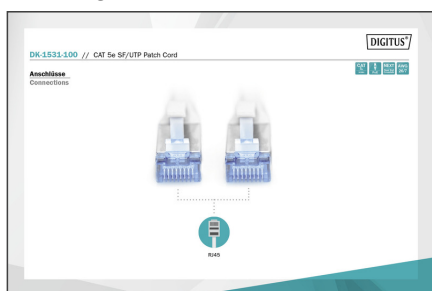 DIGITUS®
DK-1531-100 // CAT 5e SF/UTP Patch Cord
Anschlüsse
Connections
RJ45